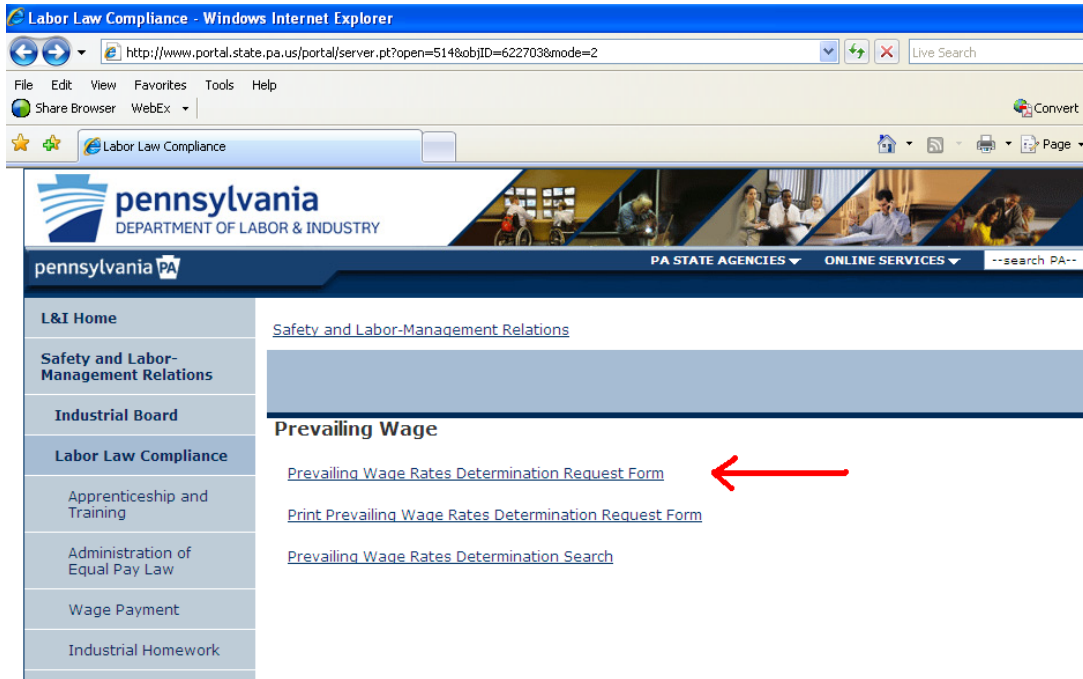 Labor Law Compliance - Windows Internet Explorer
http://www.portal.state.pa.us/portal/server.pt?open=514&objID=622703&mode=2
Live Search
File Edit View Favorites Tools Help
Share Browser WebEx
Convert
Labor Law Compliance
Page
pennsylvania
DEPARTMENT OF LABOR & INDUSTRY
pennsylvania PA
PA STATE AGENCIES
ONLINE SERVICES
--search PA--
L&I Home
Safety and Labor-
Management Relations
Industrial Board
Labor Law Compliance
Apprenticeship and
Training
Administration of
Equal Pay Law
Wage Payment
Industrial Homework
Safety and Labor-Management Relations
Prevailing Wage
Prevailing Wage Rates Determination Request Form
Print Prevailing Wage Rates Determination Request Form
Prevailing Wage Rates Determination Search